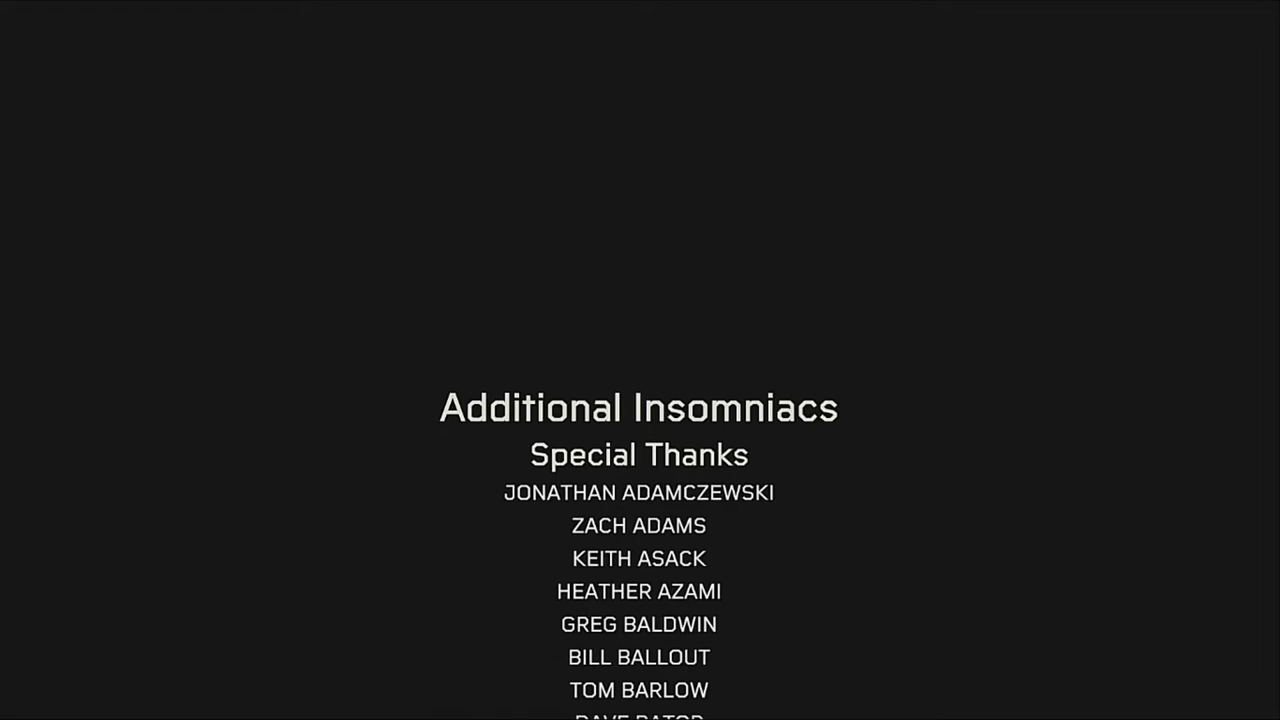 Additional Insomniacs
Special Thanks
JONATHAN ADAMCZEWSKI
ZACH ADAMS
KEITH ASACK
HEATHER AZAMI
GREG BALDWIN
BILL BALLOUT
TOM BARLOW